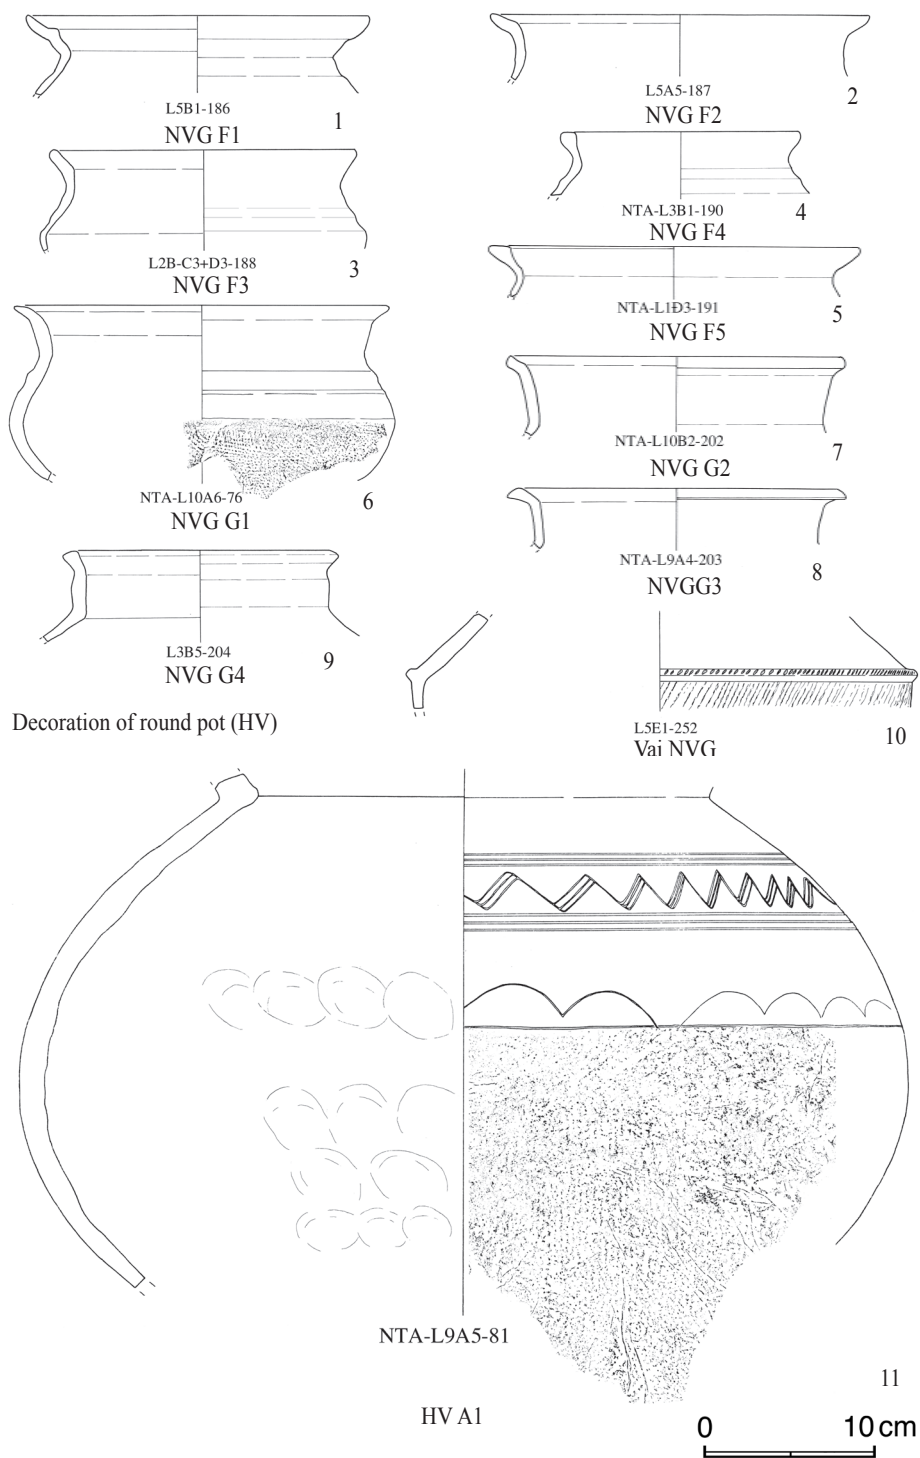 L5B1-186
NVG F1
1
L5A5-187
NVG F2
2
L2B-C3+D3-188
NVG F3
3
NTA-L3B1-190
NVG F4
4
NTA-L1D3-191
NVG F5
5
NTA-L10A6-76
NVG G1
6
NTA-L10B2-202
NVG G2
7
NTA-L9A4-203
NVGG3
8
L3B5-204
NVG G4
9
L5E1-252
Vai NVG
10
Decoration of round pot (HV)
NTA-L9A5-81
HV A1
11
0 10 cm